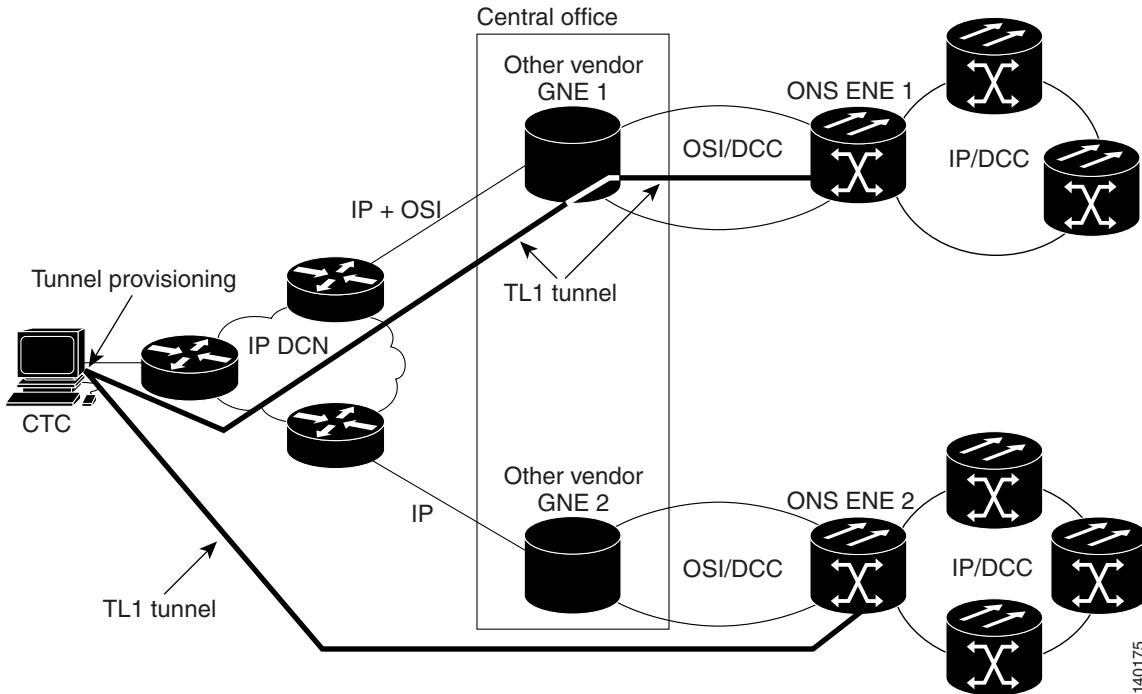 Central office
Other vendor
GNE 1
ONS ENE 1
OSI/DCC
IP/DCC
IP + OSI
Tunnel provisioning
TL1 tunnel
IP DCN
CTC
Other vendor
GNE 2
ONS ENE 2
IP
OSI/DCC
IP/DCC
TL1 tunnel
140175